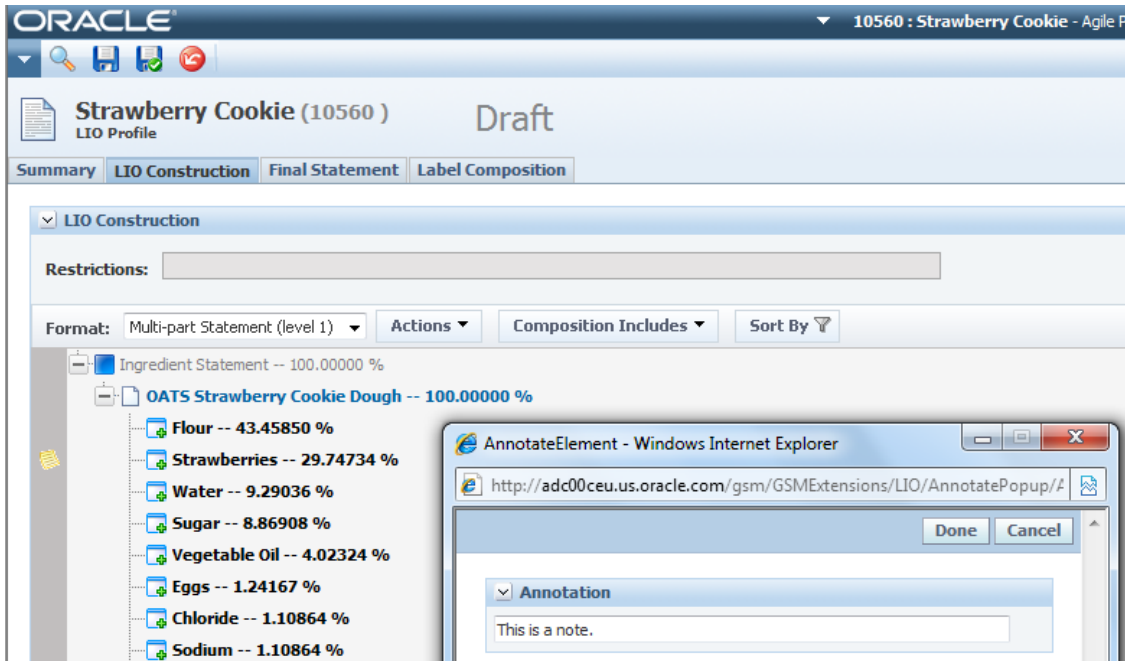 ORACLE
10560 : Strawberry Cookie - Agile P
Strawberry Cookie (10560 )
LIO Profile
Draft
Summary LIO Construction Final Statement Label Composition
LIO Construction
Restrictions:
Format: Multi-part Statement (level 1) Actions Composition Includes Sort By
Ingredient Statement -- 100.00000 %
OATS Strawberry Cookie Dough -- 100.00000 %
Flour -- 43.45850 %
Strawberries -- 29.74734 %
Water -- 9.29036 %
Sugar -- 8.86908 %
Vegetable Oil -- 4.02324 %
Eggs -- 1.24167 %
Chloride -- 1.10864 %
Sodium -- 1.10864 %
AnnotateElement - Windows Internet Explorer
http://adc00ceu.us.oracle.com/gsm/GSMExtensions/LIO/AnnotatePopup/A
Done Cancel
Annotation
This is a note.